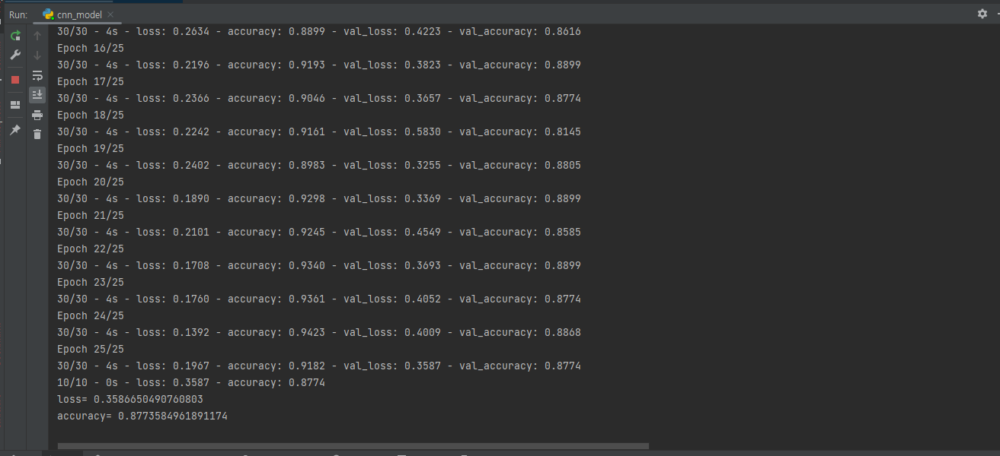 Run: cnn_model
30/30 - 4s - loss: 0.2634 - accuracy: 0.8899 - val_loss: 0.4223 - val_accuracy: 0.8616
Epoch 16/25
30/30 - 4s - loss: 0.2196 - accuracy: 0.9193 - val_loss: 0.3823 - val_accuracy: 0.8899
Epoch 17/25
30/30 - 4s - loss: 0.2366 - accuracy: 0.9046 - val_loss: 0.3657 - val_accuracy: 0.8774
Epoch 18/25
30/30 - 4s - loss: 0.2242 - accuracy: 0.9161 - val_loss: 0.5830 - val_accuracy: 0.8145
Epoch 19/25
30/30 - 4s - loss: 0.2402 - accuracy: 0.8983 - val_loss: 0.3255 - val_accuracy: 0.8805
Epoch 20/25
30/30 - 4s - loss: 0.1890 - accuracy: 0.9298 - val_loss: 0.3369 - val_accuracy: 0.8899
Epoch 21/25
30/30 - 4s - loss: 0.2101 - accuracy: 0.9245 - val_loss: 0.4549 - val_accuracy: 0.8585
Epoch 22/25
30/30 - 4s - loss: 0.1708 - accuracy: 0.9340 - val_loss: 0.3693 - val_accuracy: 0.8899
Epoch 23/25
30/30 - 4s - loss: 0.1760 - accuracy: 0.9361 - val_loss: 0.4052 - val_accuracy: 0.8774
Epoch 24/25
30/30 - 4s - loss: 0.1392 - accuracy: 0.9423 - val_loss: 0.4009 - val_accuracy: 0.8868
Epoch 25/25
30/30 - 4s - loss: 0.1967 - accuracy: 0.9182 - val_loss: 0.3587 - val_accuracy: 0.8774
10/10 - 0s - loss: 0.3587 - accuracy: 0.8774
loss= 0.3586650490760803
accuracy= 0.8773584961891174